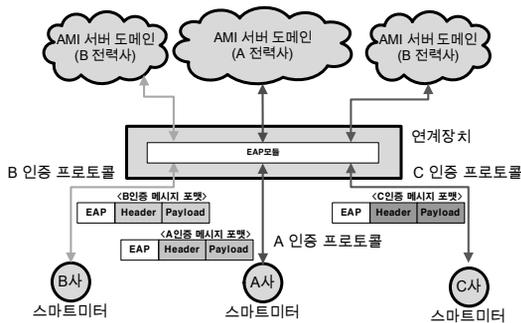 AMI 서버 도메인
(B 전력사)
AMI 서버 도메인
(A 전력사)
AMI 서버 도메인
(B 전력사)
연계장치
EAP모듈
B 인증 프로토콜
C 인증 프로토콜
<B인증 메시지 포맷>
EAP Header Payload
<C인증 메시지 포맷>
EAP Header Payload
<A인증 메시지 포맷>
EAP Header Payload
A 인증 프로토콜
B사
스마트미터
A사
스마트미터
C사
스마트미터